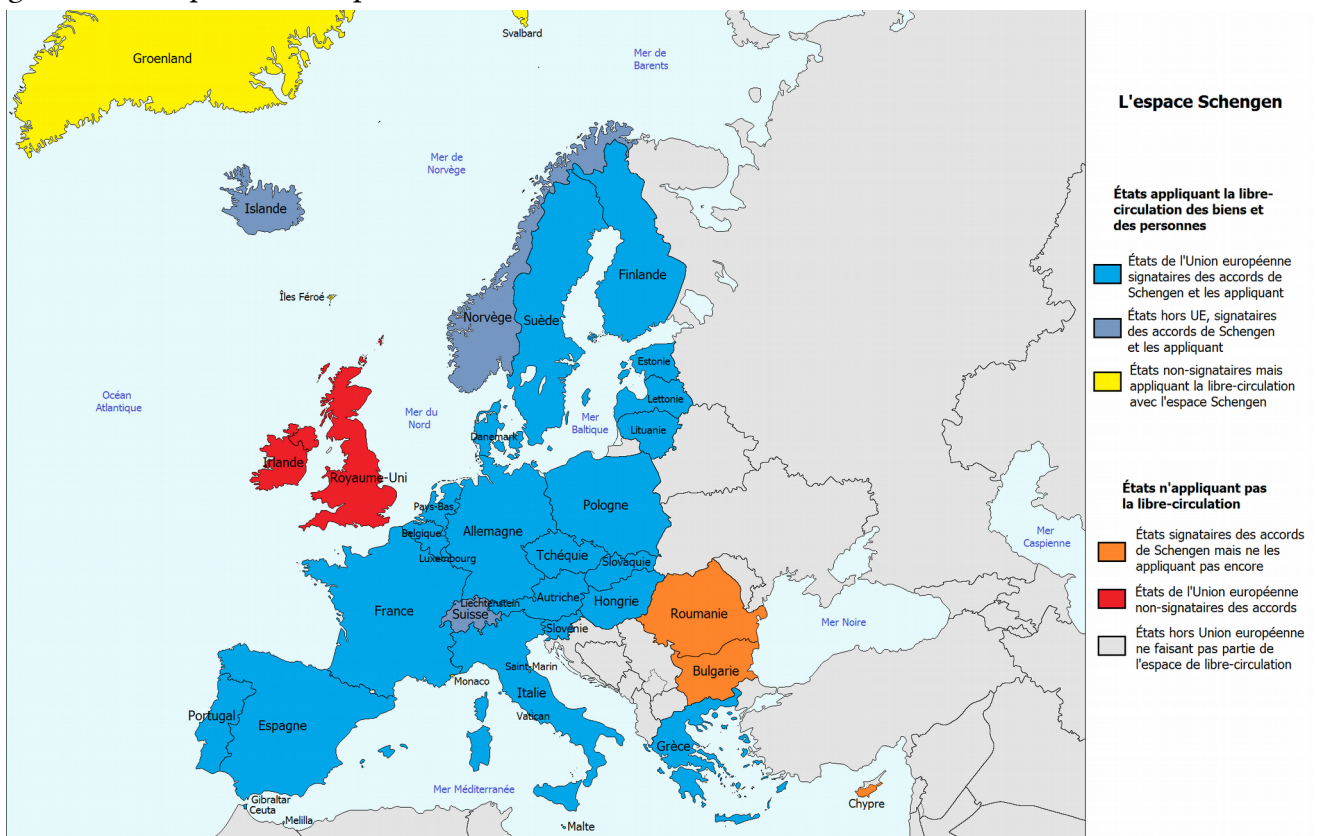 Groenland
Svalbard
Mer de
Barents
Mer de
Norvège
Islande
Îles Féroé
Finlande
Norvège
Suède
Estonie
Lettonie
Lituanie
Océan
Atlantique
Mer du
Nord
Mer
Baltique
Danemark
Irlande
Royaume-Uni
Pays-Bas
Belgique
Luxembourg
Allemagne
Pologne
Tchéquie
Slovaquie
Autriche
Hongrie
Liechtenstein
Suisse
Slovénie
France
Roumanie
Bulgarie
Mer Noire
Mer
Caspienne
Saint-Marin
Monaco
Italie
Vatican
Portugal
Espagne
Grèce
Mer Méditerranée
Gibraltar
Ceuta
Melilla
Malte
Chypre
L'espace Schengen
États appliquant la libre-
circulation des biens et
des personnes
États de l'Union européenne
signataires des accords de
Schengen et les appliquant
États hors UE, signataires
des accords de Schengen
et les appliquant
États non-signataires mais
appliquant la libre-circulation
avec l'espace Schengen
États n'appliquant pas
la libre-circulation
États signataires des accords
de Schengen mais ne les
appliquant pas encore
États de l'Union européenne
non-signataires des accords
États hors Union européenne
ne faisant pas partie de
l'espace de libre-circulation